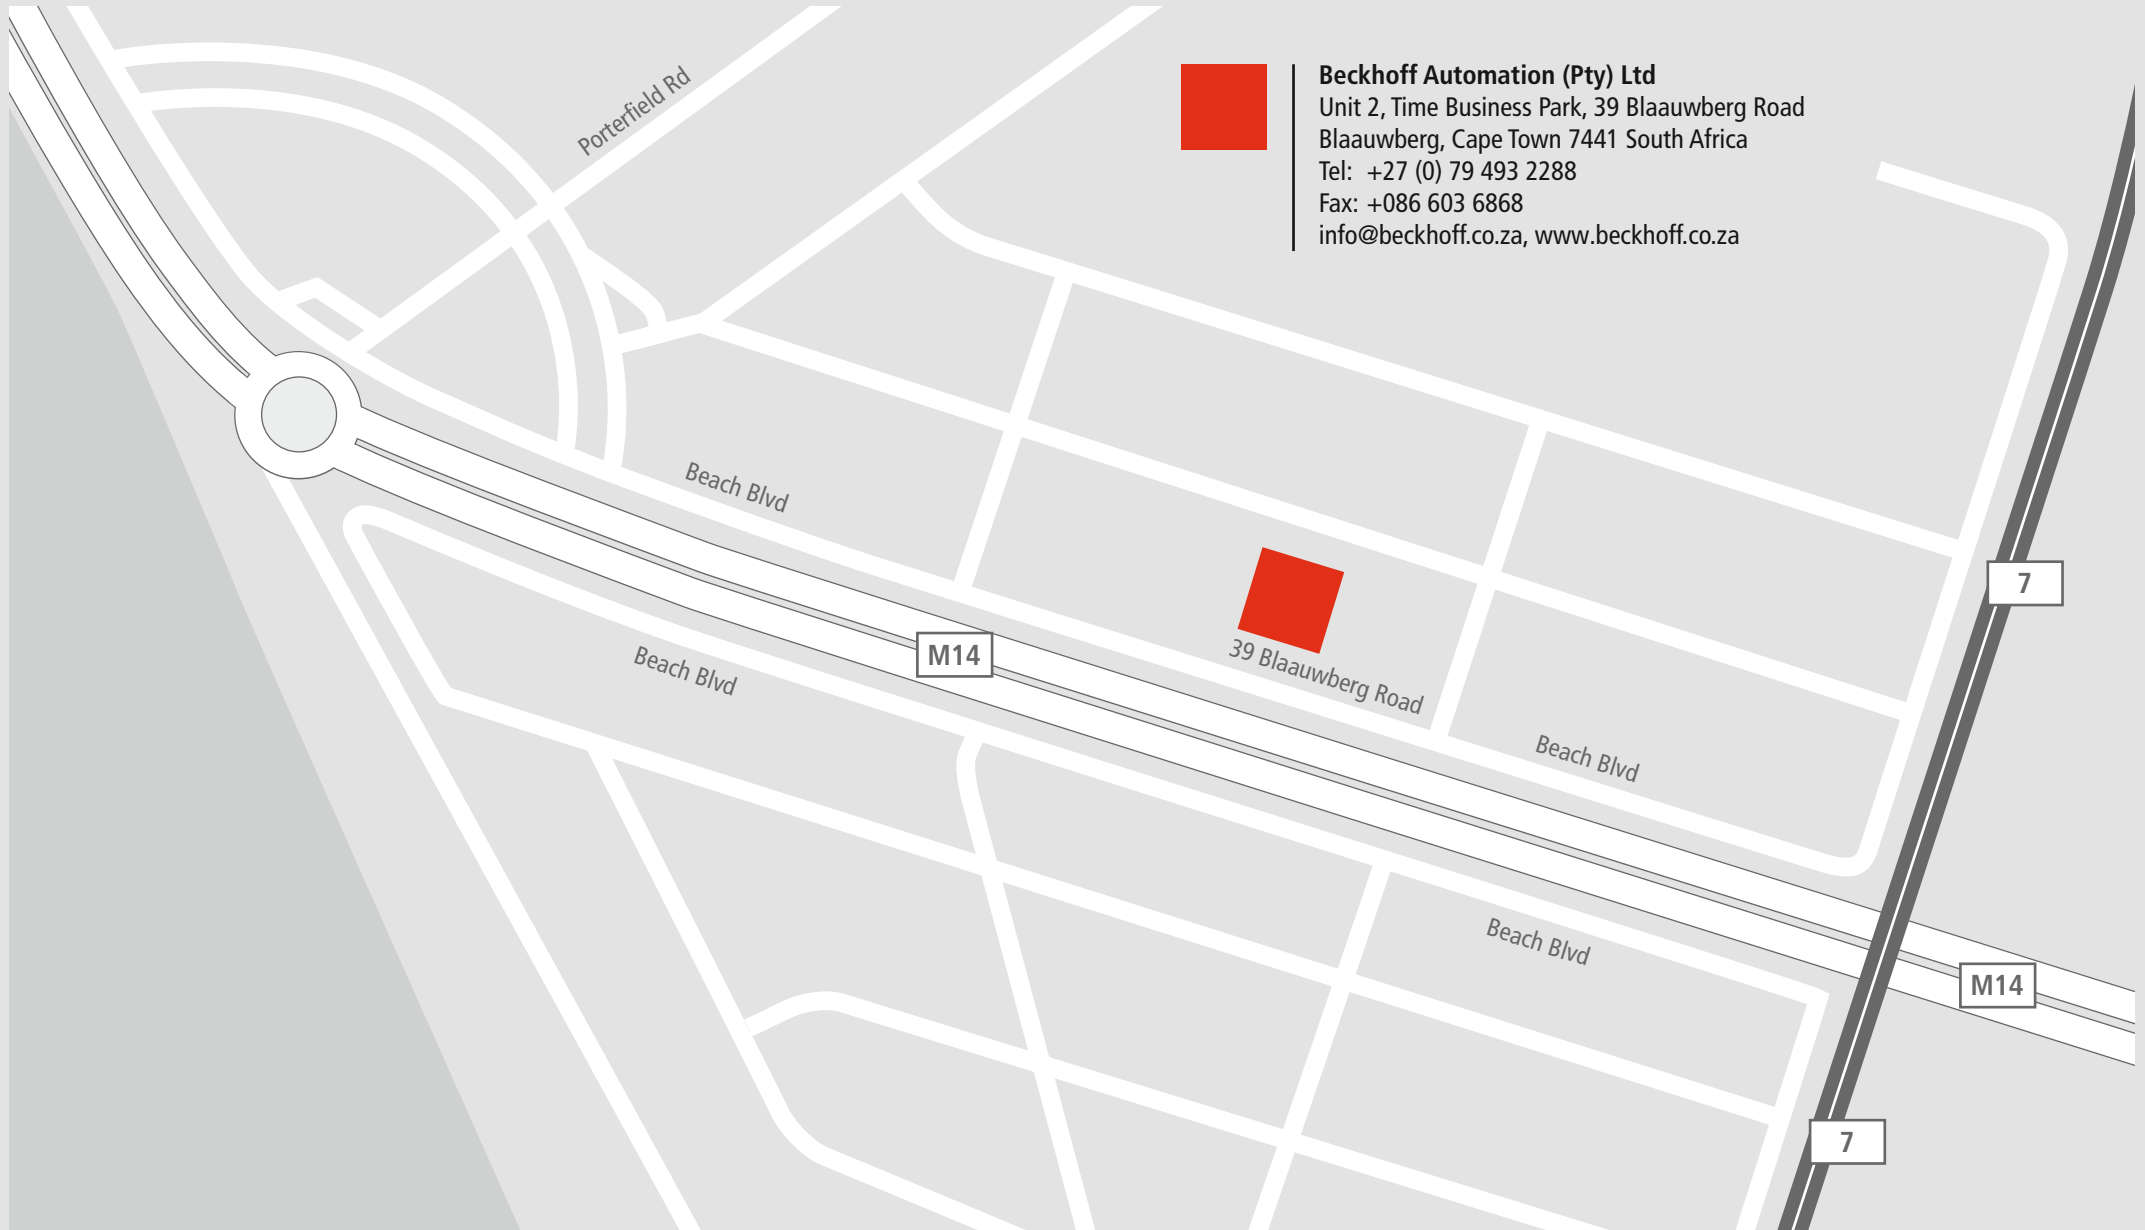 Beckhoff Automation (Pty) Ltd
Unit 2, Time Business Park, 39 Blaauwberg Road
Blaauwberg, Cape Town 7441 South Africa
Tel: +27 (0) 79 493 2288
Fax: +086 603 6868
info@beckhoff.co.za, www.beckhoff.co.za
Porterfield Rd
Beach Blvd
7
Beach Blvd
M14
39 Blaauwberg Road
Beach Blvd
Beach Blvd
M14
7